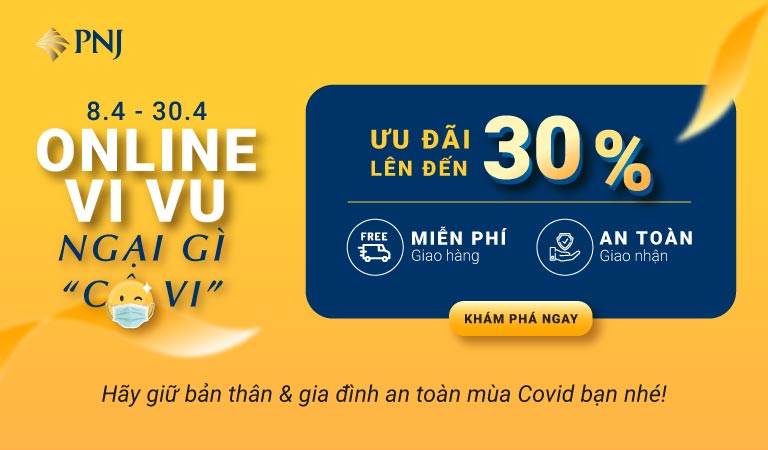 PNJ
8.4 - 30.4
ONLINE
VI VU
NGẠI GÌ
“CÔ VI”
ƯU ĐÃI
LÊN ĐẾN
30%
FREE
MIỄN PHÍ
Giao hàng
AN TOÀN
Giao nhận
KHÁM PHÁ NGAY
Hãy giữ bản thân & gia đình an toàn mùa Covid bạn nhé!